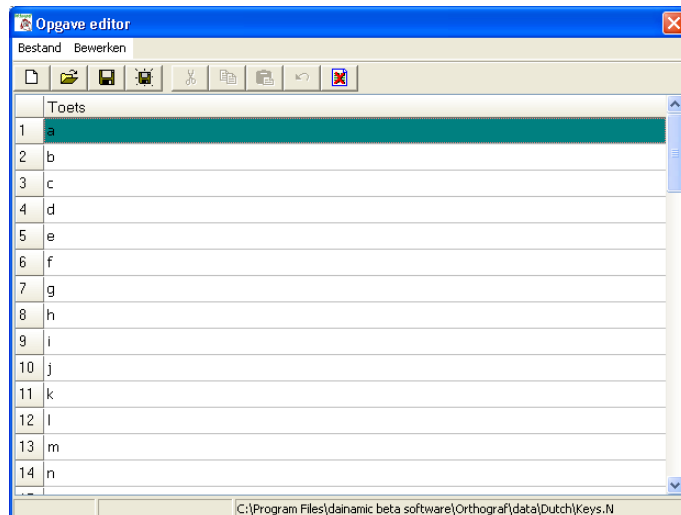 Opgave editor
Bestand Bewerken
Toets
1 a
2 b
3 c
4 d
5 e
6 f
7 g
8 h
9 i
10 j
11 k
12 l
13 m
14 n
C:\Program Files\dainamic beta software\Orthograf\data\Dutch\Keys.N